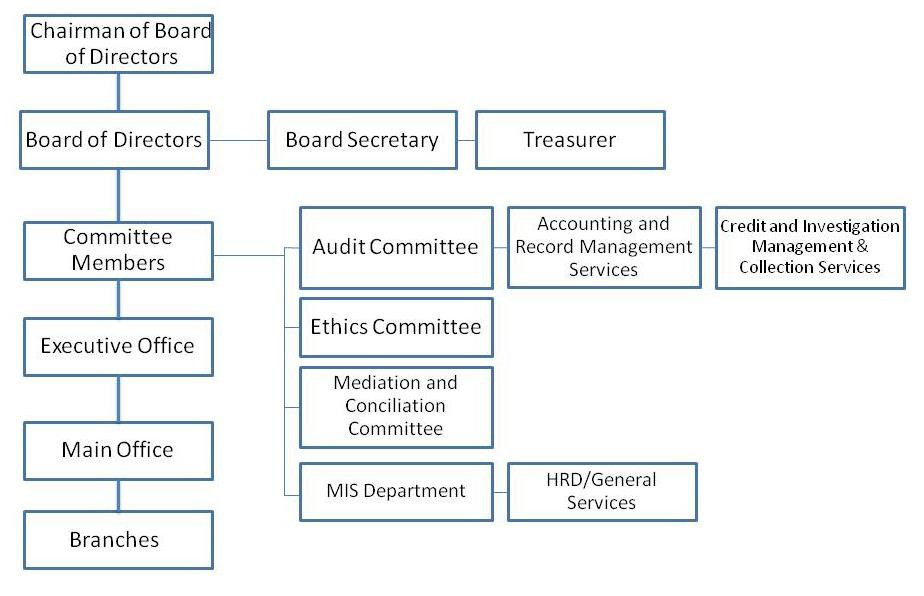 Chairman of Board
of Directors
Board of Directors
Board Secretary
Treasurer
Committee
Members
Audit Committee
Accounting and
Record Management
Services
Credit and Investigation
Management &
Collection Services
Ethics Committee
Executive Office
Mediation and
Conciliation
Committee
Main Office
MIS Department
HRD/General
Services
Branches